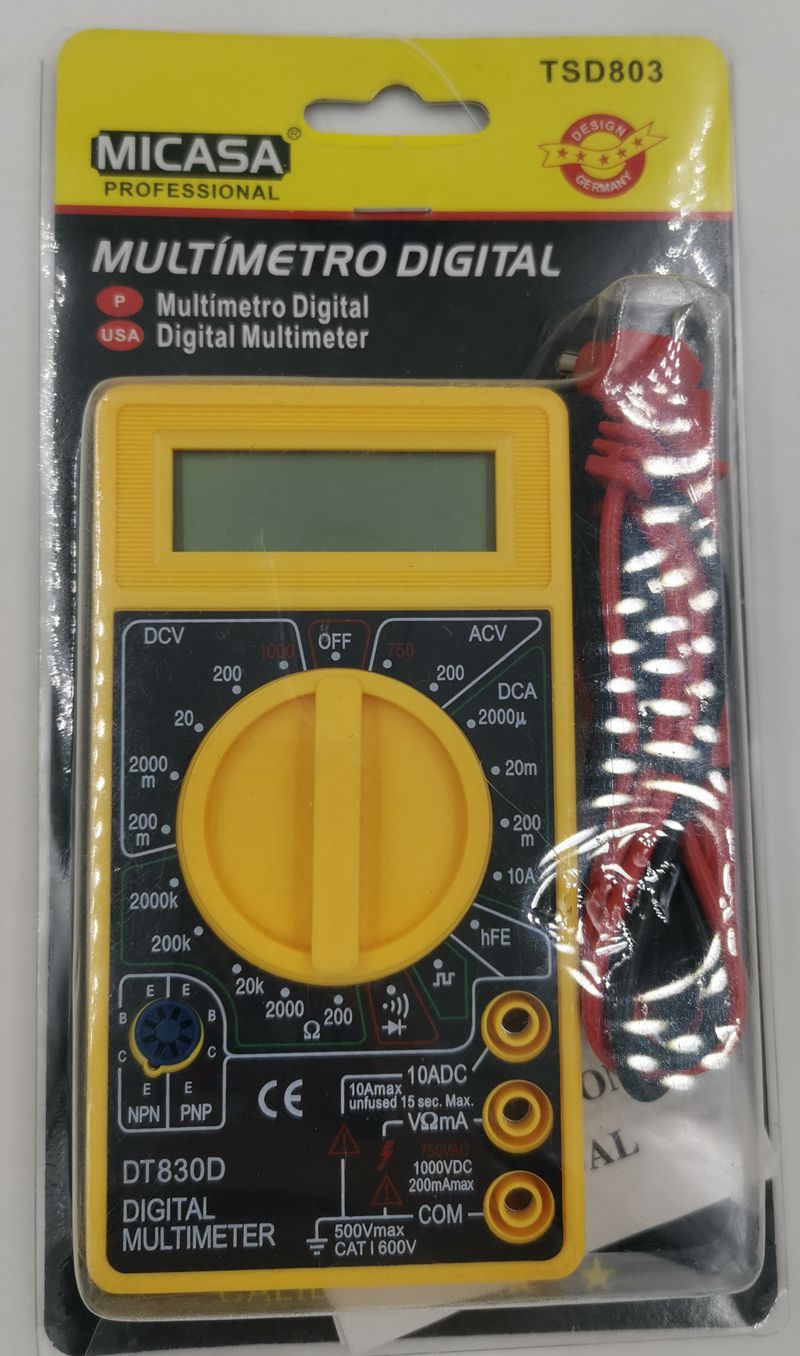 TSD803
MICASA®
PROFESSIONAL
DESIGN
GERMANY
MULTÍMETRO DIGITAL
P Multímetro Digital
USA Digital Multimeter
DCV
1000
OFF
750
ACV
200
200
DCA
20
2000µ
2000
m
20m
200
m
200
m
2000k
10A
200k
hFE
20k
2000
Ω
200
E E
B B
C C
E E
NPN PNP
CE
10ADC
10Amax
unfused 15 sec. Max.
VΩmA
750VAC
1000VDC
200mAmax
COM
500Vmax
CAT I 600V
DT830D
DIGITAL
MULTIMETER